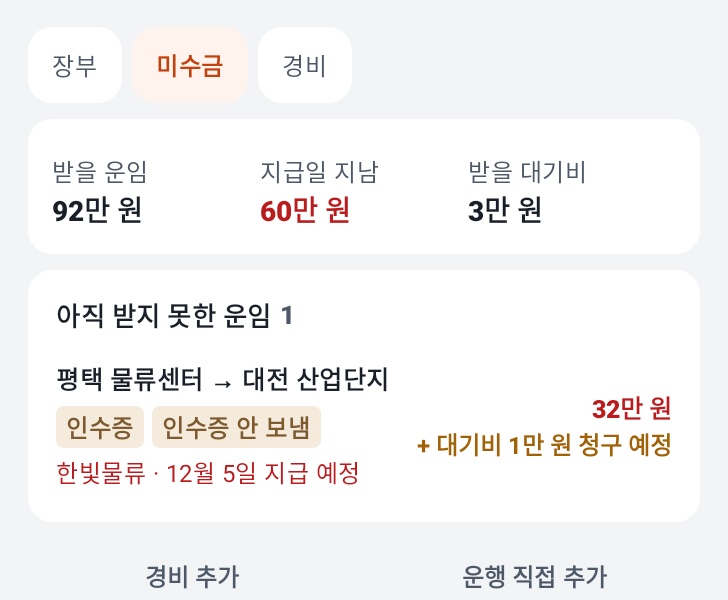 장부 미수금 경비
받을 운임 지급일 지남 받을 대기비
92만 원 60만 원 3만 원
아직 받지 못한 운임 1
평택 물류센터 → 대전 산업단지
32만 원
인수증 인수증 안 보냄
+ 대기비 1만 원 청구 예정
한빛물류 · 12월 5일 지급 예정
경비 추가 운행 직접 추가